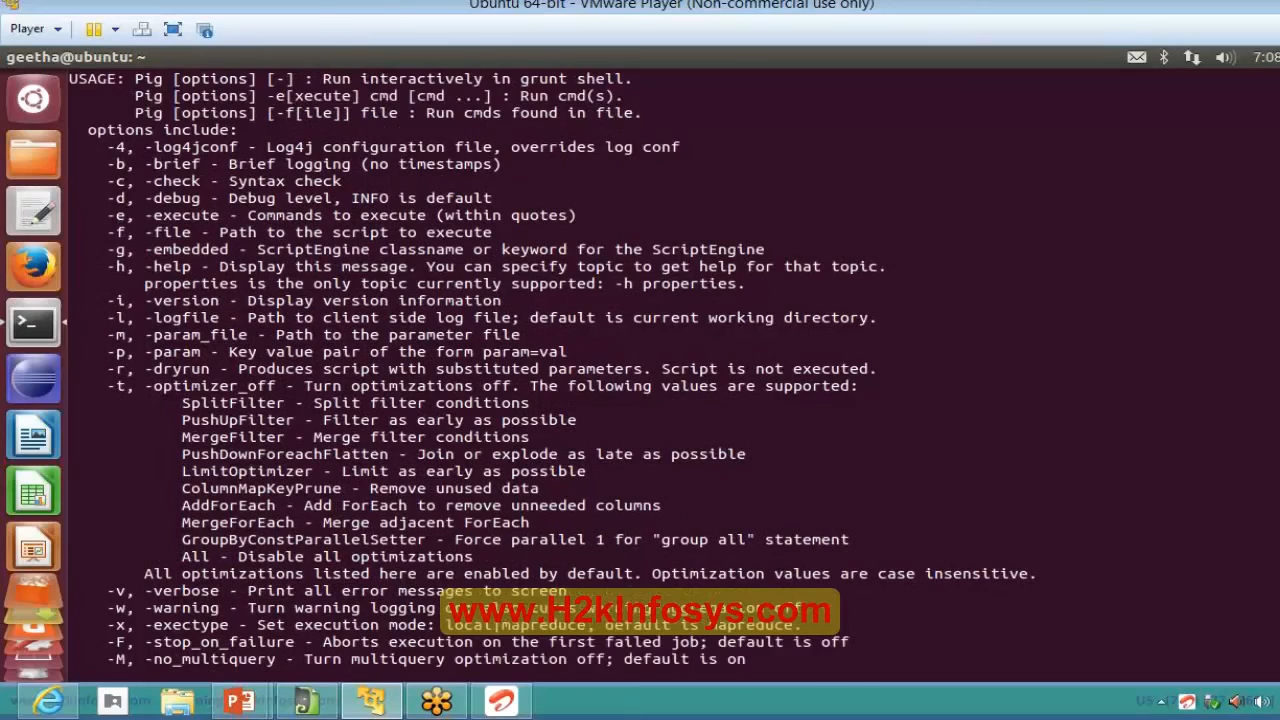 Ubuntu 64-bit - VMware Player (Non-commercial use only)
Player
geetha@ubuntu: ~
7:08
USAGE: Pig [options] [-] : Run interactively in grunt shell.
Pig [options] -e[xecute] cmd [cmd ...] : Run cmd(s).
Pig [options] [-f[ile]] file : Run cmds found in file.
options include:
-4, -log4jconf - Log4j configuration file, overrides log conf
-b, -brief - Brief logging (no timestamps)
-c, -check - Syntax check
-d, -debug - Debug level, INFO is default
-e, -execute - Commands to execute (within quotes)
-f, -file - Path to the script to execute
-g, -embedded - ScriptEngine classname or keyword for the ScriptEngine
-h, -help - Display this message. You can specify topic to get help for that topic.
properties is the only topic currently supported: -h properties.
-i, -version - Display version information
-l, -logfile - Path to client side log file; default is current working directory.
-m, -param_file - Path to the parameter file
-p, -param - Key value pair of the form param=val
-r, -dryrun - Produces script with substituted parameters. Script is not executed.
-t, -optimizer_off - Turn optimizations off. The following values are supported:
SplitFilter - Split filter conditions
PushUpFilter - Filter as early as possible
MergeFilter - Merge filter conditions
PushDownForeachFlatten - Join or explode as late as possible
LimitOptimizer - Limit as early as possible
ColumnMapKeyPrune - Remove unused data
AddForEach - Add ForEach to remove unneeded columns
MergeForEach - Merge adjacent ForEach
GroupByConstParallelSetter - Force parallel 1 for "group all" statement
All - Disable all optimizations
All optimizations listed here are enabled by default. Optimization values are case insensitive.
-v, -verbose - Print all error messages to screen
-w, -warning - Turn warning logging
www.H2kInfosys.com
-x, -exectype - Set execution mode: local|mapreduce, default is mapreduce.
-F, -stop_on_failure - Aborts execution on the first failed job; default is off
-M, -no_multiquery - Turn multiquery optimization off; default is on